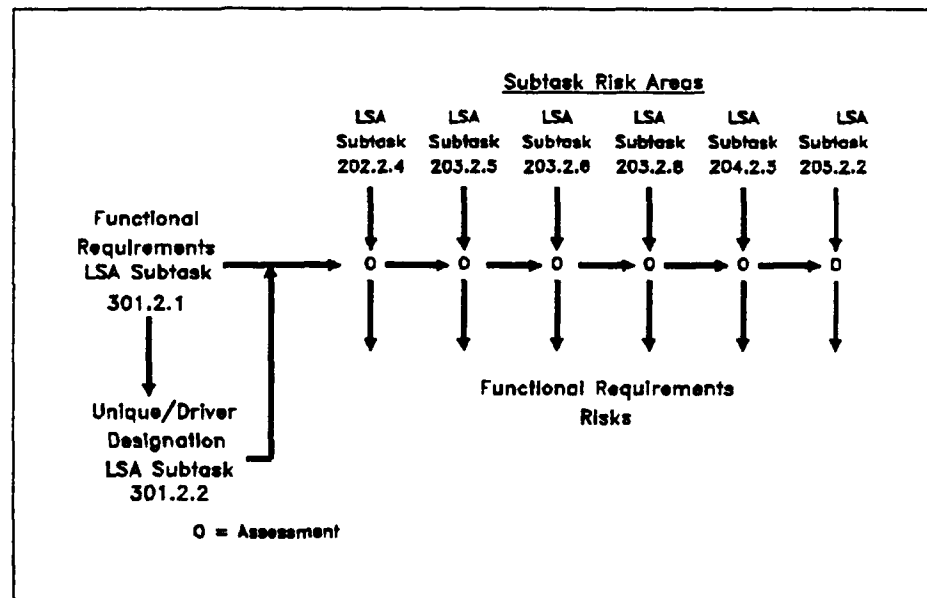 Subtask Risk Areas
LSA LSA LSA LSA LSA LSA
Subtask Subtask Subtask Subtask Subtask Subtask
202.2.4 203.2.5 203.2.6 203.2.8 204.2.3 205.2.2
Functional
Requirements
LSA Subtask
301.2.1
O O O O O O
Unique/Driver
Designation
LSA Subtask
301.2.2
Functional Requirements
Risks
O = Assessment